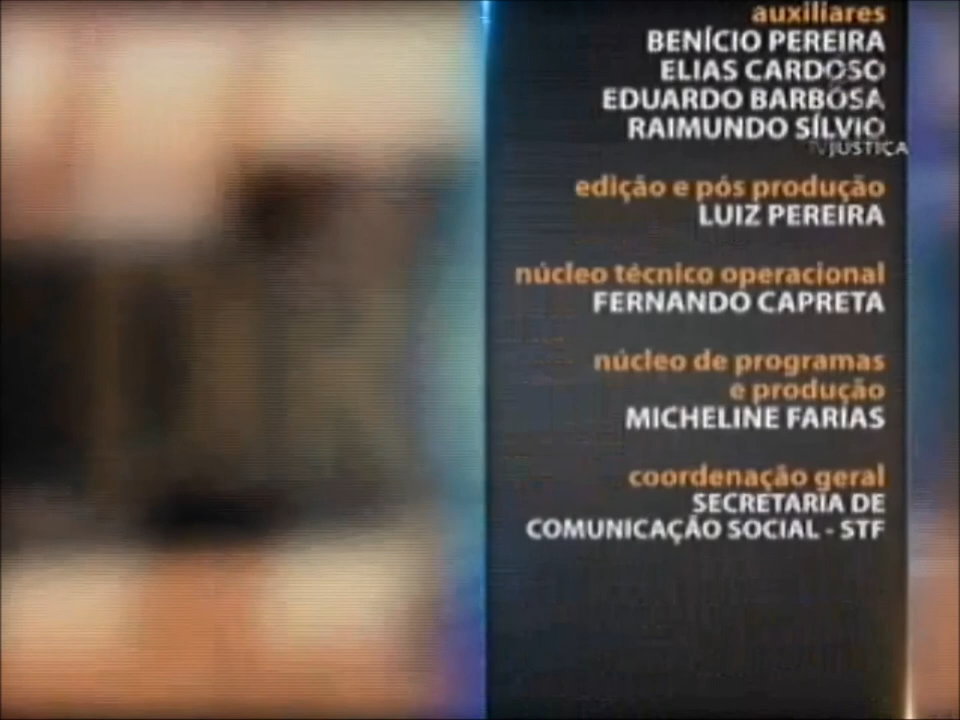 auxiliares
BENÍCIO PEREIRA
ELIAS CARDOSO
EDUARDO BARBOSA
RAIMUNDO SÍLVIO
TV JUSTIÇA
edição e pós produção
LUIZ PEREIRA
núcleo técnico operacional
FERNANDO CAPRETA
núcleo de programas
e produção
MICHELINE FARIAS
coordenação geral
SECRETARIA DE
COMUNICAÇÃO SOCIAL - STF